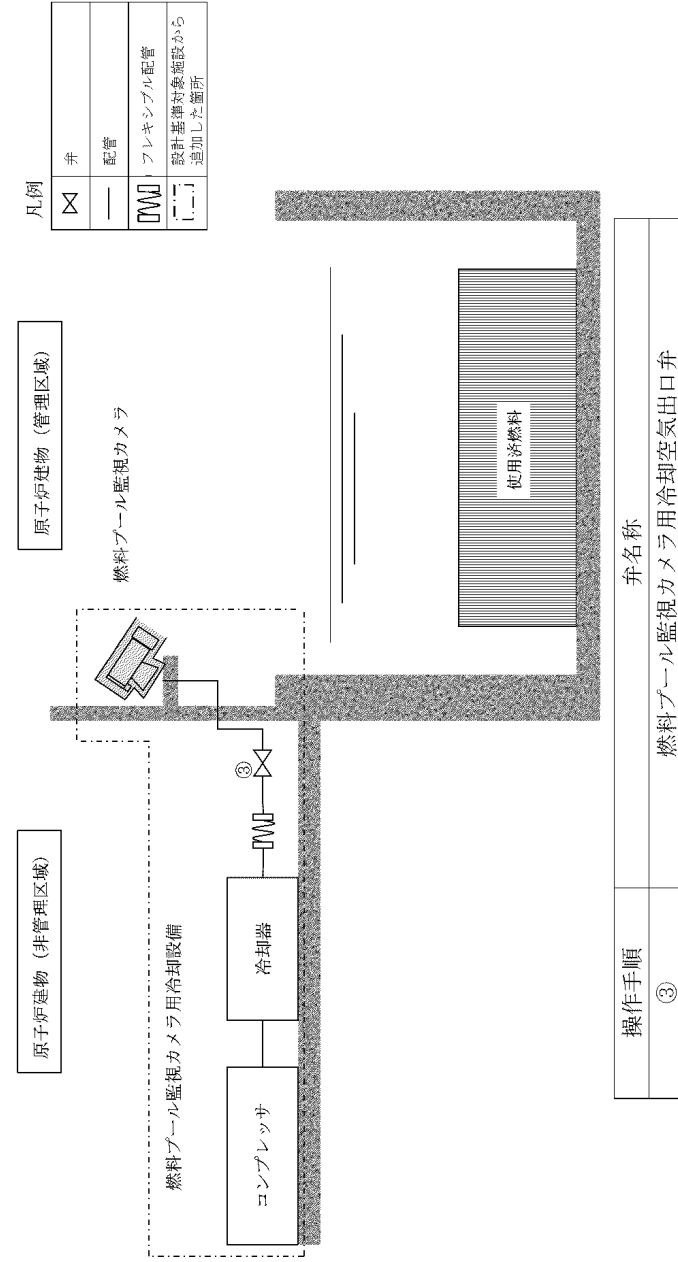 原子炉建物（非管理区域）
原子炉建物（管理区域）
凡例
弁
配管
フレキシブル配管
設計基準対象施設から
追加した箇所
燃料プール監視カメラ
燃料プール監視カメラ用冷却設備
③
コンプレッサ
冷却器
使用済燃料
操作手順
弁名称
③
燃料プール監視カメラ用冷却空気出口弁